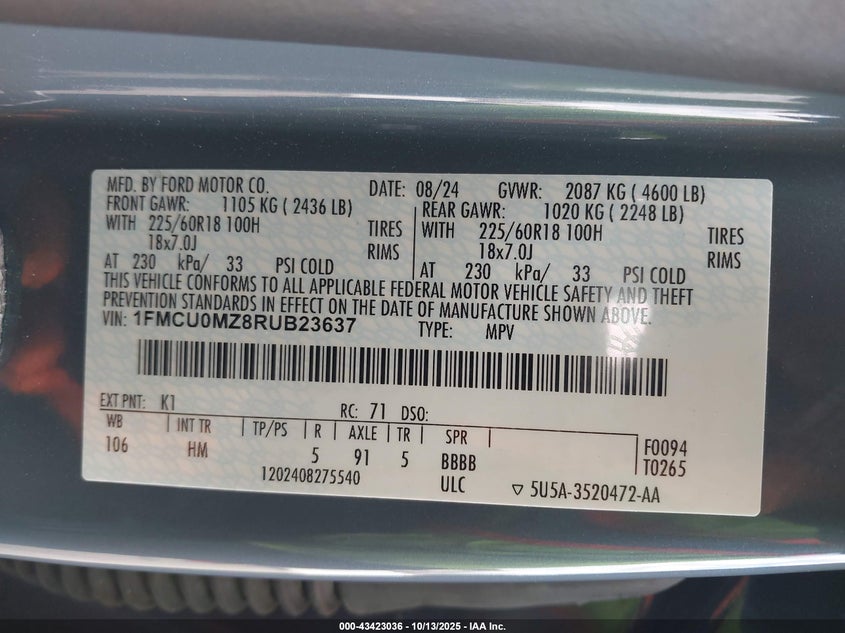 MFD. BY FORD MOTOR CO. DATE: 08/24 GVWR: 2087 KG ( 4600 LB)
FRONT GAWR: 1105 KG ( 2436 LB) REAR GAWR: 1020 KG ( 2248 LB)
WITH 225/60R18 100H TIRES WITH 225/60R18 100H TIRES
18x7.0J RIMS 18x7.0J RIMS
AT 230 kPa/ 33 PSI COLD AT 230 kPa/ 33 PSI COLD
THIS VEHICLE CONFORMS TO ALL APPLICABLE FEDERAL MOTOR VEHICLE SAFETY AND THEFT
PREVENTION STANDARDS IN EFFECT ON THE DATE OF MANUFACTURE SHOWN ABOVE.
VIN: 1FMCU0MZ8RUB23637 TYPE: MPV
EXT PNT: K1 RC: 71 DSO:
WB INT TR TP/PS R AXLE TR SPR F0094
106 HM 5 91 5 BBBB T0265
1202408275540 ULC ▽ 5U5A-3520472-AA
000-43423036 - 10/13/2025 - IAA Inc.